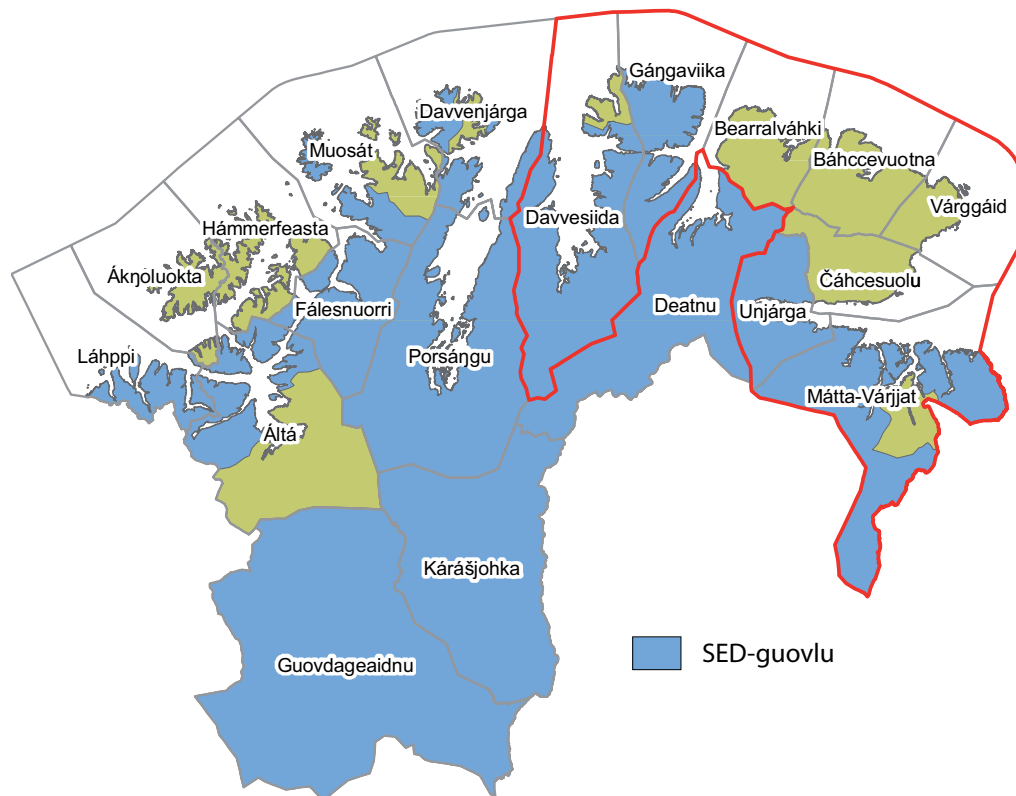 Gáŋgaviika
Davvenjárga
Bearralváhki
Muosát
Báhccevuotna
Várggáid
Davvesiida
Hámmerfeasta
Ákŋoluokta
Čáhcesuolu
Fálesnuorri
Deatnu
Unjárga
Láhppi
Porsáŋgu
Mátta-Várjjat
Áltá
Kárášjohka
Guovdageaidnu
SED-guovlu